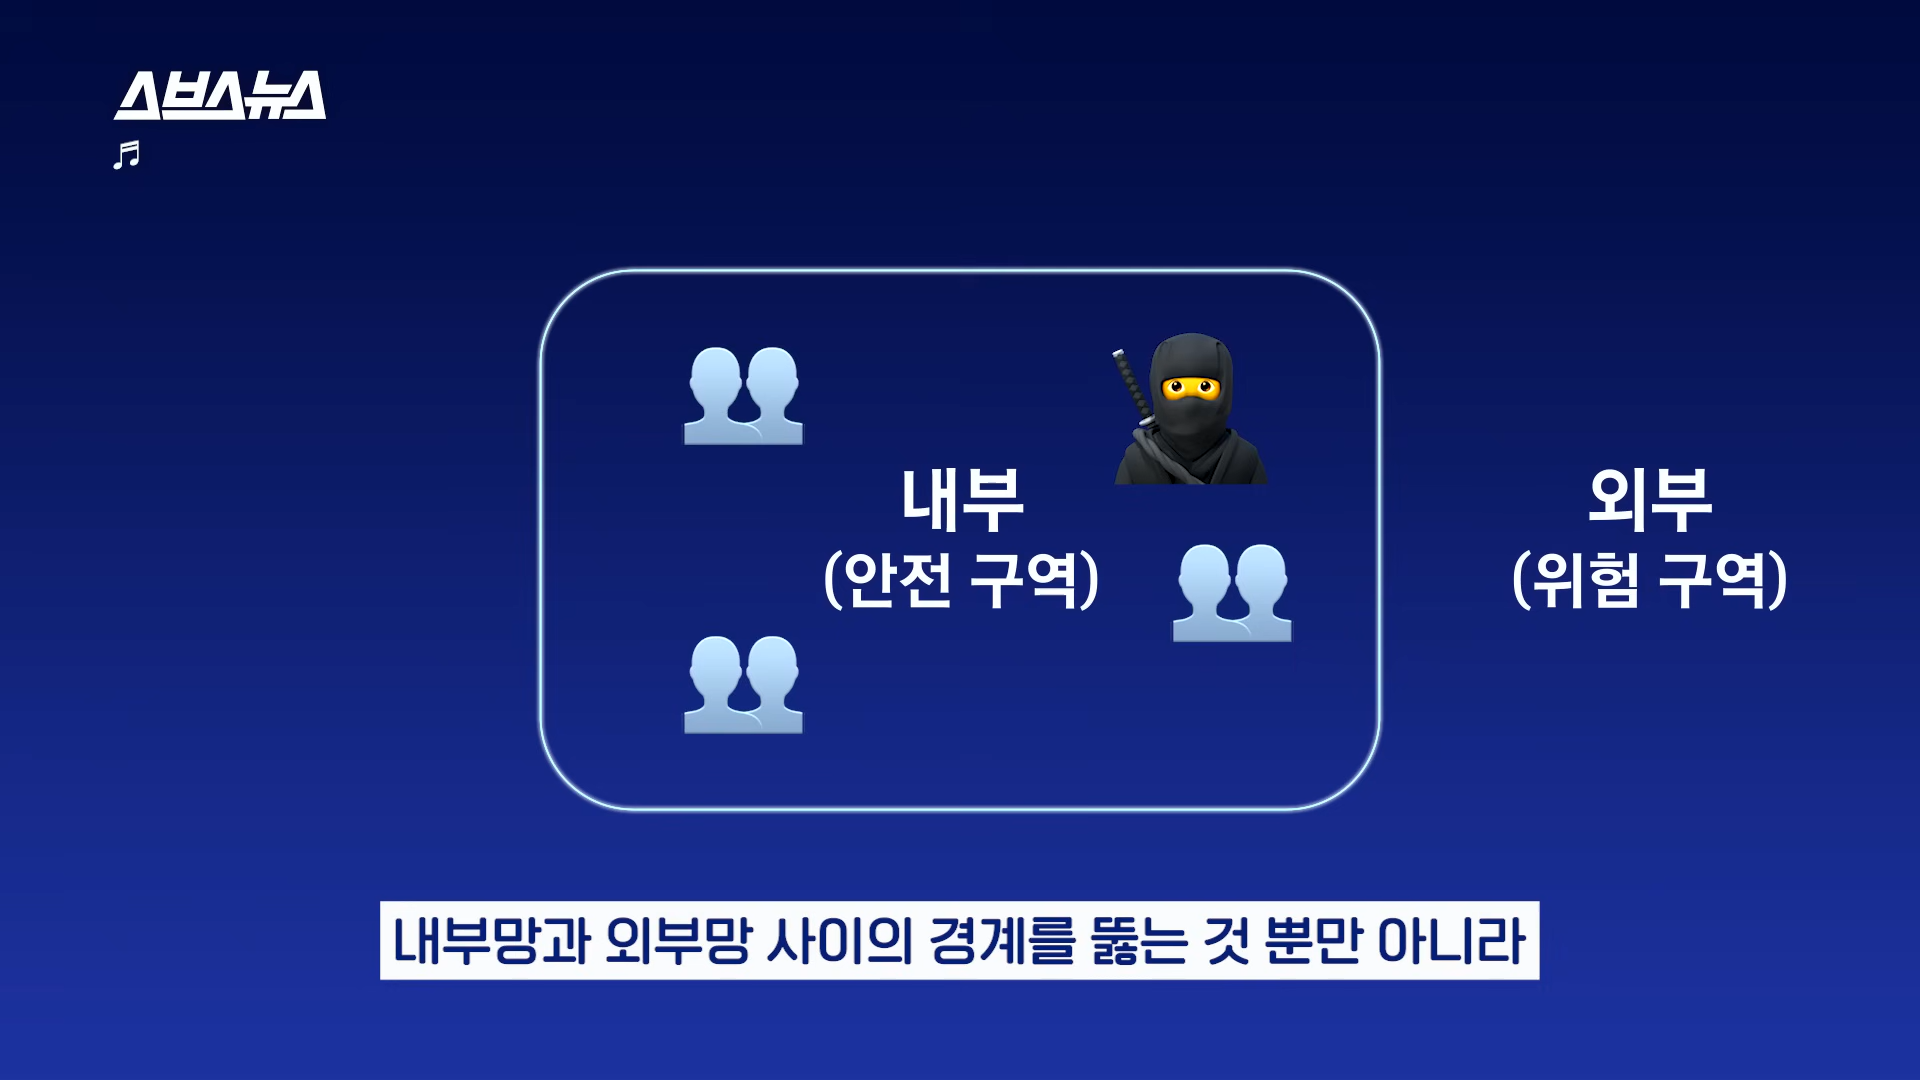 스브스뉴스
내부
(안전 구역)
외부
(위험 구역)
내부망과 외부망 사이의 경계를 뚫는 것 뿐만 아니라